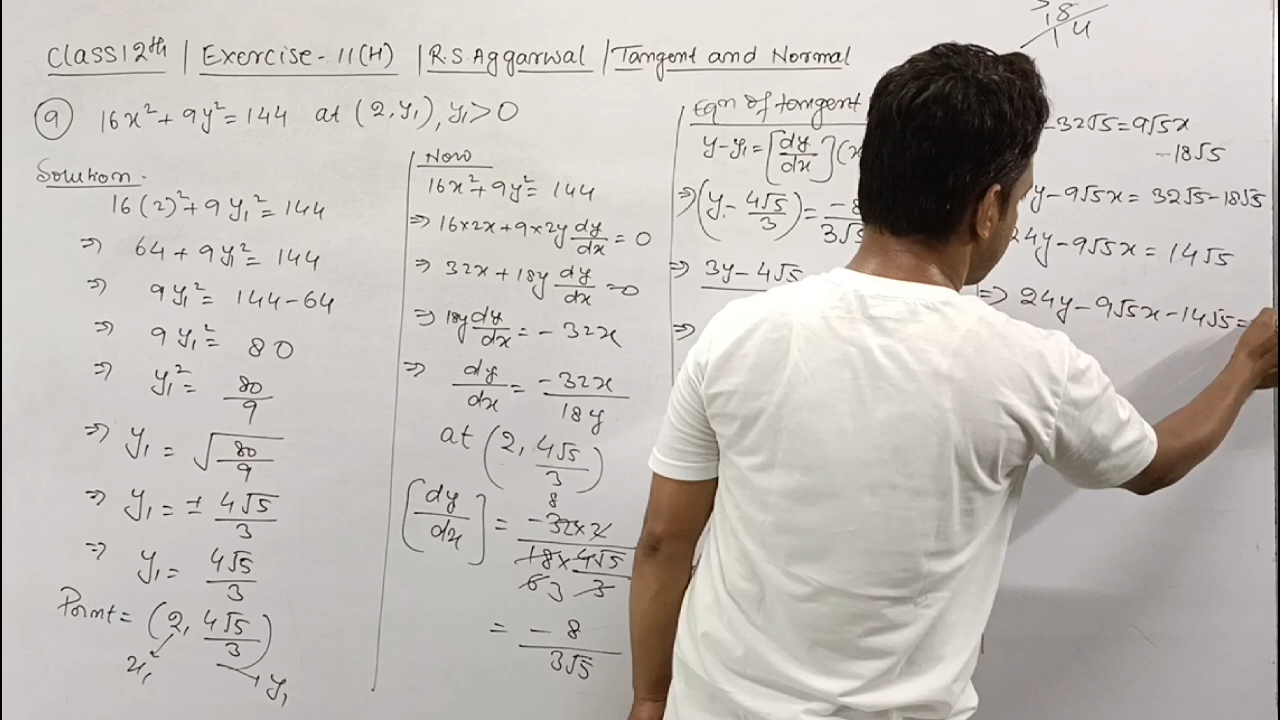 Class 12th | Exercise - 11(H) | R.S. Aggarwal | Tangent and Normal
9 16x² + 9y² = 144 at (2, y₁), y₁ > 0
Solution -
16(2)² + 9y₁² = 144
⇒ 64 + 9y₁² = 144
⇒ 9y₁² = 144 - 64
⇒ 9y₁² = 80
⇒ y₁² = 80/9
⇒ y₁ = √(80/9)
⇒ y₁ = ± 4√5/3
⇒ y₁ = 4√5/3
Point = (2, 4√5/3)
x₁ y₁
Now
16x² + 9y² = 144
⇒ 16×2x + 9×2y dy/dx = 0
⇒ 32x + 18y dy/dx = 0
⇒ 18y dy/dx = - 32x
⇒ dy/dx = -32x/18y
at (2, 4√5/3)
8
[dy/dx] = -32×2/18×4√5/3
6 3
= -8/3√5
Eqn of tangent
y - y₁ = [dy/dx](x
⇒ (y - 4√5/3) = -8/3√5
⇒ 3y - 4√5
⇒
18
14
- 32√5 = 9√5x
- 18√5
y - 9√5x = 32√5 - 18√5
24y - 9√5x = 14√5
⇒ 24y - 9√5x - 14√5 =